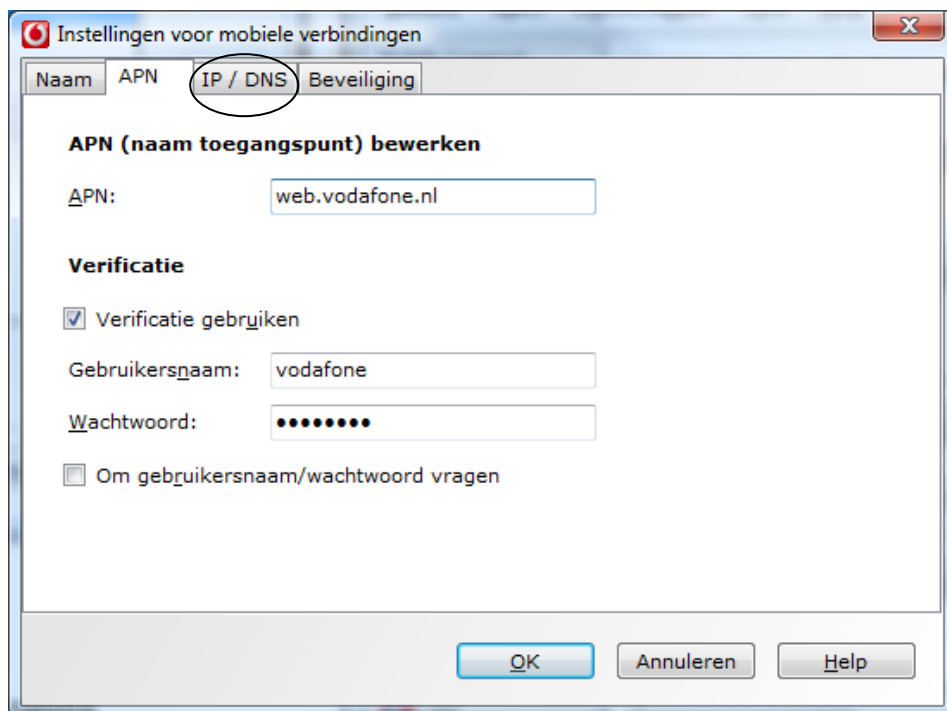 Instellingen voor mobiele verbindingen
Naam APN IP / DNS Beveiliging
APN (naam toegangspunt) bewerken
APN: web.vodafone.nl
Verificatie
Verificatie gebruiken
Gebruikersnaam: vodafone
Wachtwoord: ••••••••
Om gebruikersnaam/wachtwoord vragen
OK Annuleren Help